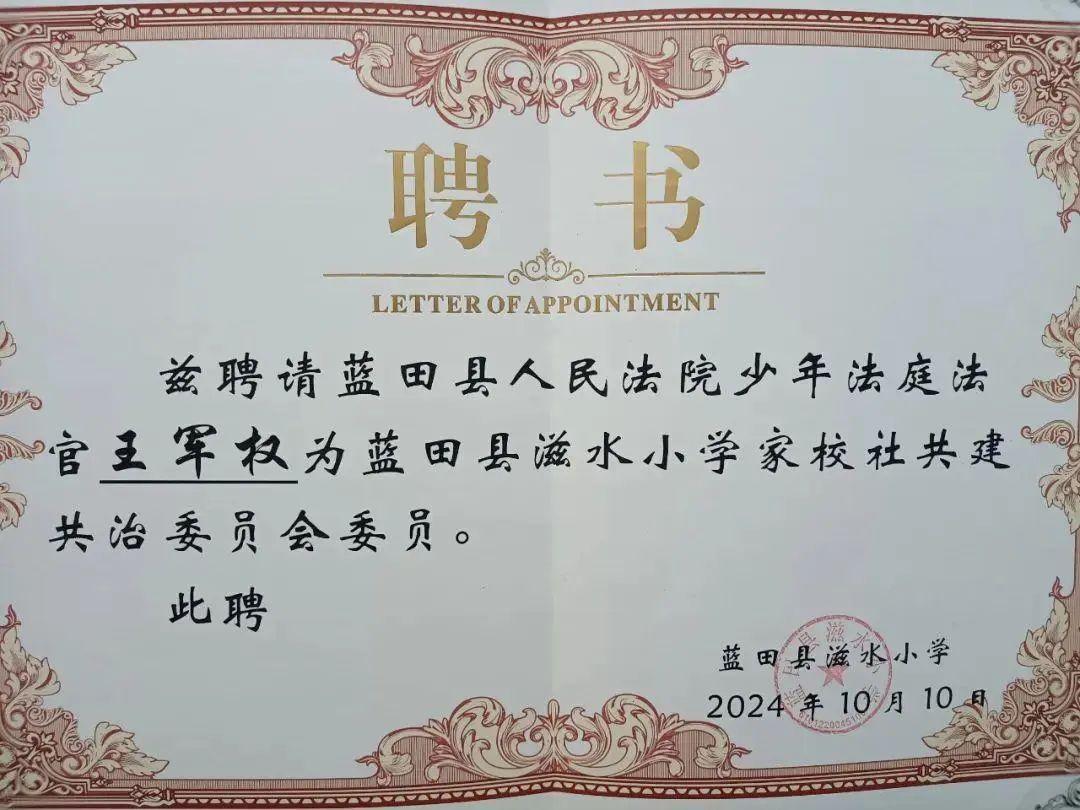 聘书
LETTER OF APPOINTMENT
兹聘请蓝田县人民法院少年法庭法
官王军权为蓝田县滋水小学家校社共建
共治委员会委员。
此聘
蓝田县滋水小学
2024年10月10日